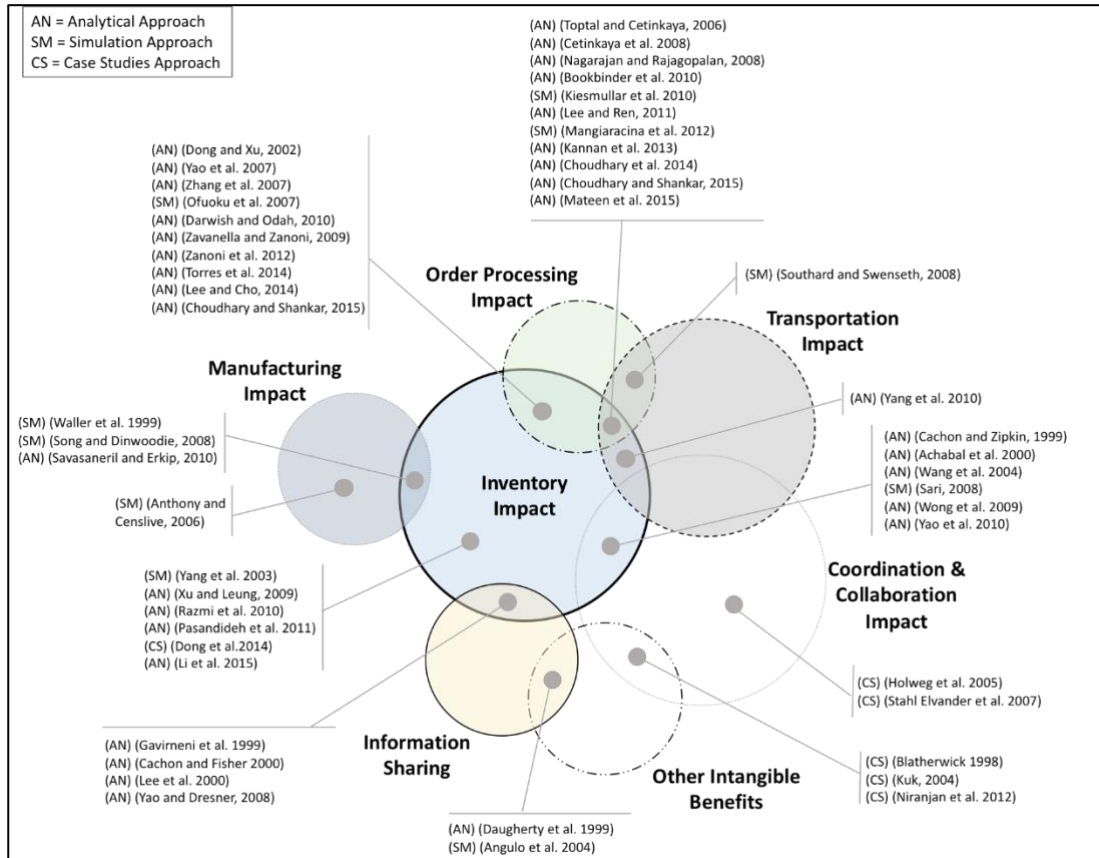 AN = Analytical Approach
SM = Simulation Approach
CS = Case Studies Approach
(AN) (Toptal and Cetinkaya, 2006)
(AN) (Cetinkaya et al. 2008)
(AN) (Nagarajan and Rajagopalan, 2008)
(AN) (Bookbinder et al. 2010)
(SM) (Kiesmullar et al. 2010)
(AN) (Lee and Ren, 2011)
(SM) (Mangiaracina et al. 2012)
(AN) (Kannan et al. 2013)
(AN) (Choudhary et al. 2014)
(AN) (Choudhary and Shankar, 2015)
(AN) (Mateen et al. 2015)
(AN) (Dong and Xu, 2002)
(AN) (Yao et al. 2007)
(AN) (Zhang et al. 2007)
(SM) (Ofuoku et al. 2007)
(AN) (Darwish and Odah, 2010)
(AN) (Zavanella and Zanoni, 2009)
(AN) (Zanoni et al. 2012)
(AN) (Torres et al. 2014)
(AN) (Lee and Cho, 2014)
(AN) (Choudhary and Shankar, 2015)
Order Processing
Impact
(SM) (Southard and Swenseth, 2008)
Transportation
Impact
Manufacturing
Impact
(AN) (Yang et al. 2010)
(SM) (Waller et al. 1999)
(SM) (Song and Dinwoodie, 2008)
(AN) (Savasaneril and Erkip, 2010)
(AN) (Cachon and Zipkin, 1999)
(AN) (Achabal et al. 2000)
(AN) (Wang et al. 2004)
(SM) (Sari, 2008)
(AN) (Wong et al. 2009)
(AN) (Yao et al. 2010)
Inventory
Impact
(SM) (Anthony and
Censlive, 2006)
(SM) (Yang et al. 2003)
(AN) (Xu and Leung, 2009)
(AN) (Razmi et al. 2010)
(AN) (Pasandideh et al. 2011)
(CS) (Dong et al.2014)
(AN) (Li et al. 2015)
Coordination &
Collaboration
Impact
(CS) (Holweg et al. 2005)
(CS) (Stahl Elvander et al. 2007)
Information
Sharing
(AN) (Gavirneni et al. 1999)
(AN) (Cachon and Fisher 2000)
(AN) (Lee et al. 2000)
(AN) (Yao and Dresner, 2008)
Other Intangible
Benefits
(CS) (Blatherwick 1998)
(CS) (Kuk, 2004)
(CS) (Niranjan et al. 2012)
(AN) (Daugherty et al. 1999)
(SM) (Angulo et al. 2004)